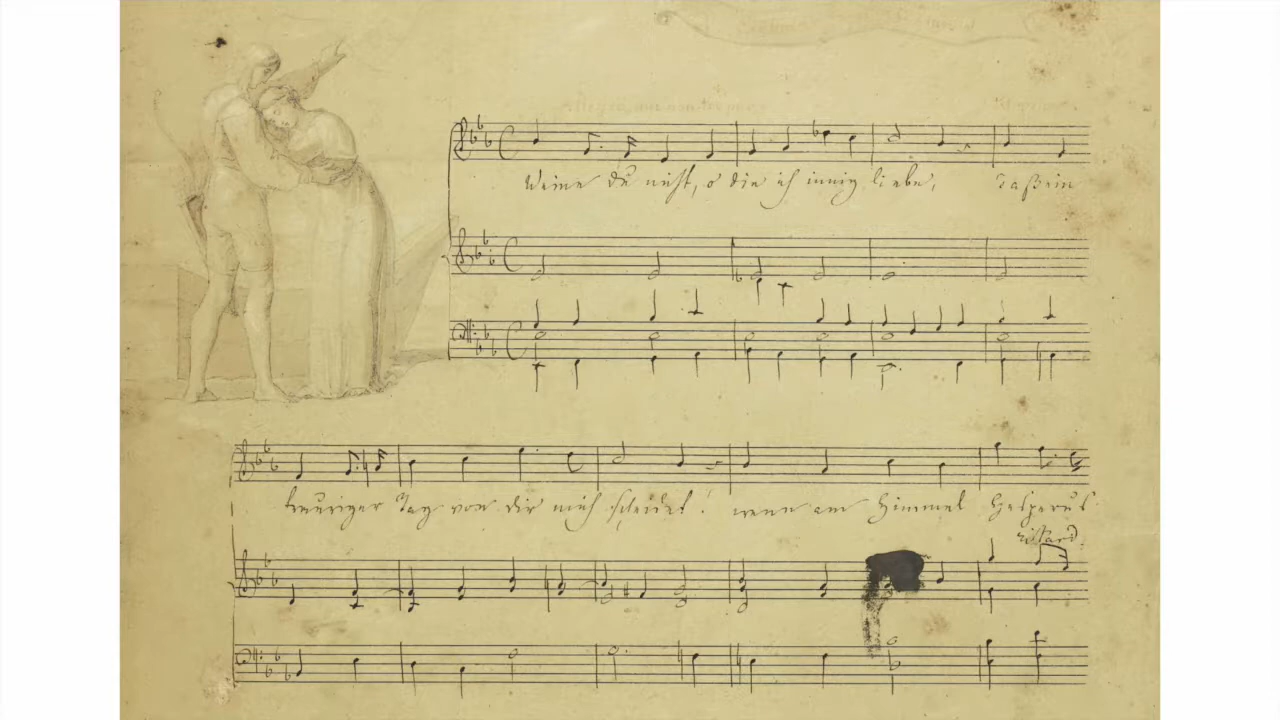 Weine du nicht, o die ich innig liebe, Daß ein
trauriger Tag von dir mich scheidet! wenn am Himmel Hesperus
ritard.